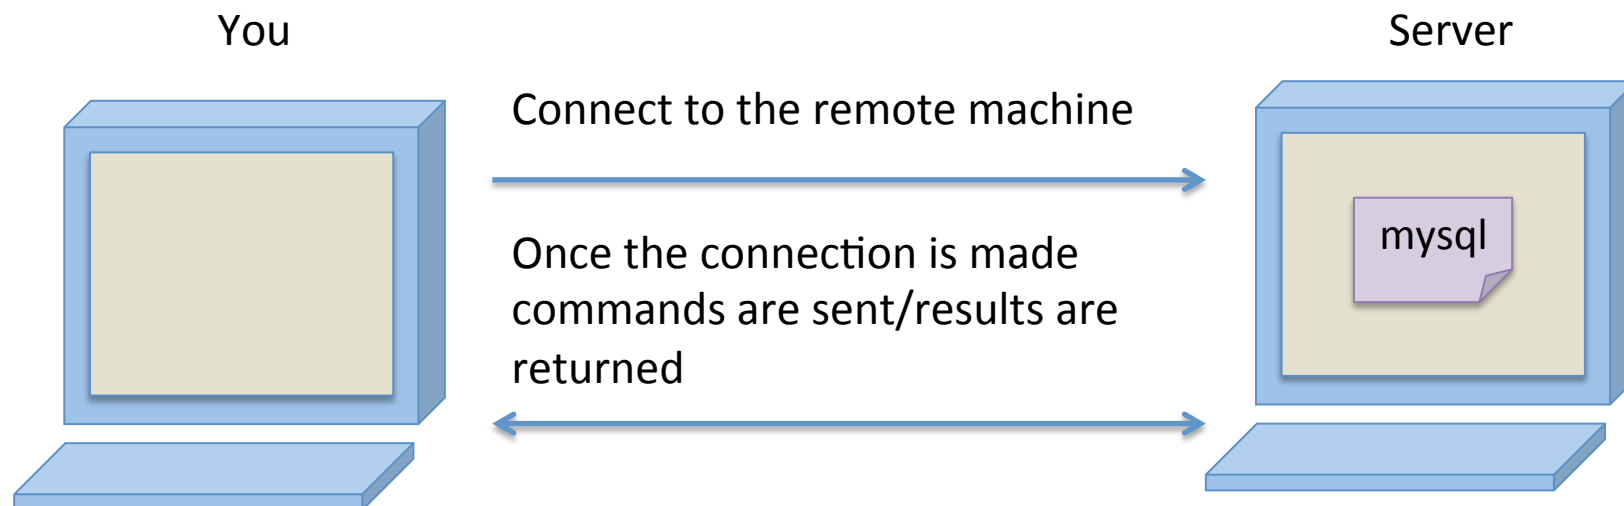 You
Server
Connect to the remote machine
Once the connection is made
commands are sent/results are
returned
mysql